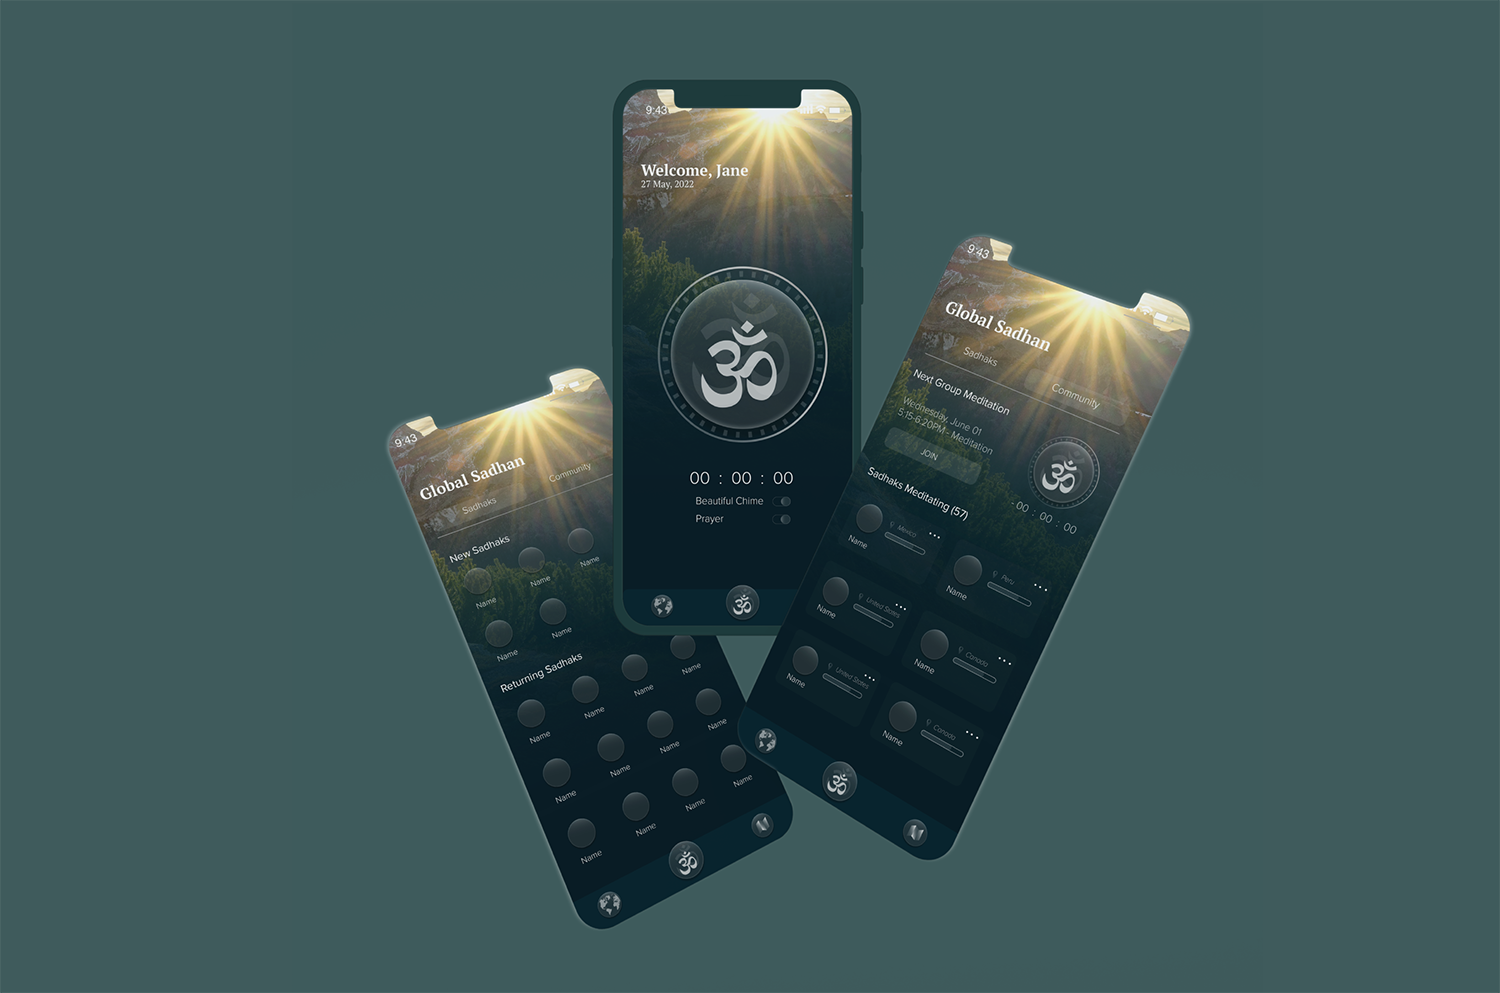 9:43
Welcome, Jane
27 May, 2022
ॐ
00 : 00 : 00
Beautiful Chime
Prayer
ॐ
9:43
Global Sadhan
Sadhaks
Community
New Sadhaks
Name
Name
Name
Name
Name
Returning Sadhaks
Name
Name
Name
Name
Name
Name
Name
Name
Name
Name
Name
Name
ॐ
9:43
Global Sadhan
Sadhaks
Community
Next Group Meditation
Wednesday, June 01
5:15-6:20PM - Meditation
JOIN
ॐ
- 00 : 00 : 00
Sadhaks Meditating (57)
Mexico
Name
Peru
Name
United States
Name
Canada
Name
United States
Name
Canada
Name
ॐ